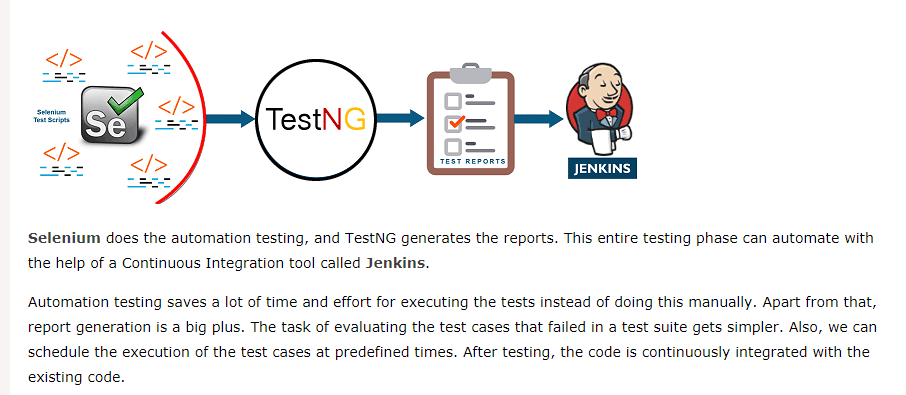 </>
</>
Selenium
Test Scripts
Se
</>
</>
</>
TestNG
TEST REPORTS
JENKINS
Selenium does the automation testing, and TestNG generates the reports. This entire testing phase can automate with
the help of a Continuous Integration tool called Jenkins.
Automation testing saves a lot of time and effort for executing the tests instead of doing this manually. Apart from that,
report generation is a big plus. The task of evaluating the test cases that failed in a test suite gets simpler. Also, we can
schedule the execution of the test cases at predefined times. After testing, the code is continuously integrated with the
existing code.